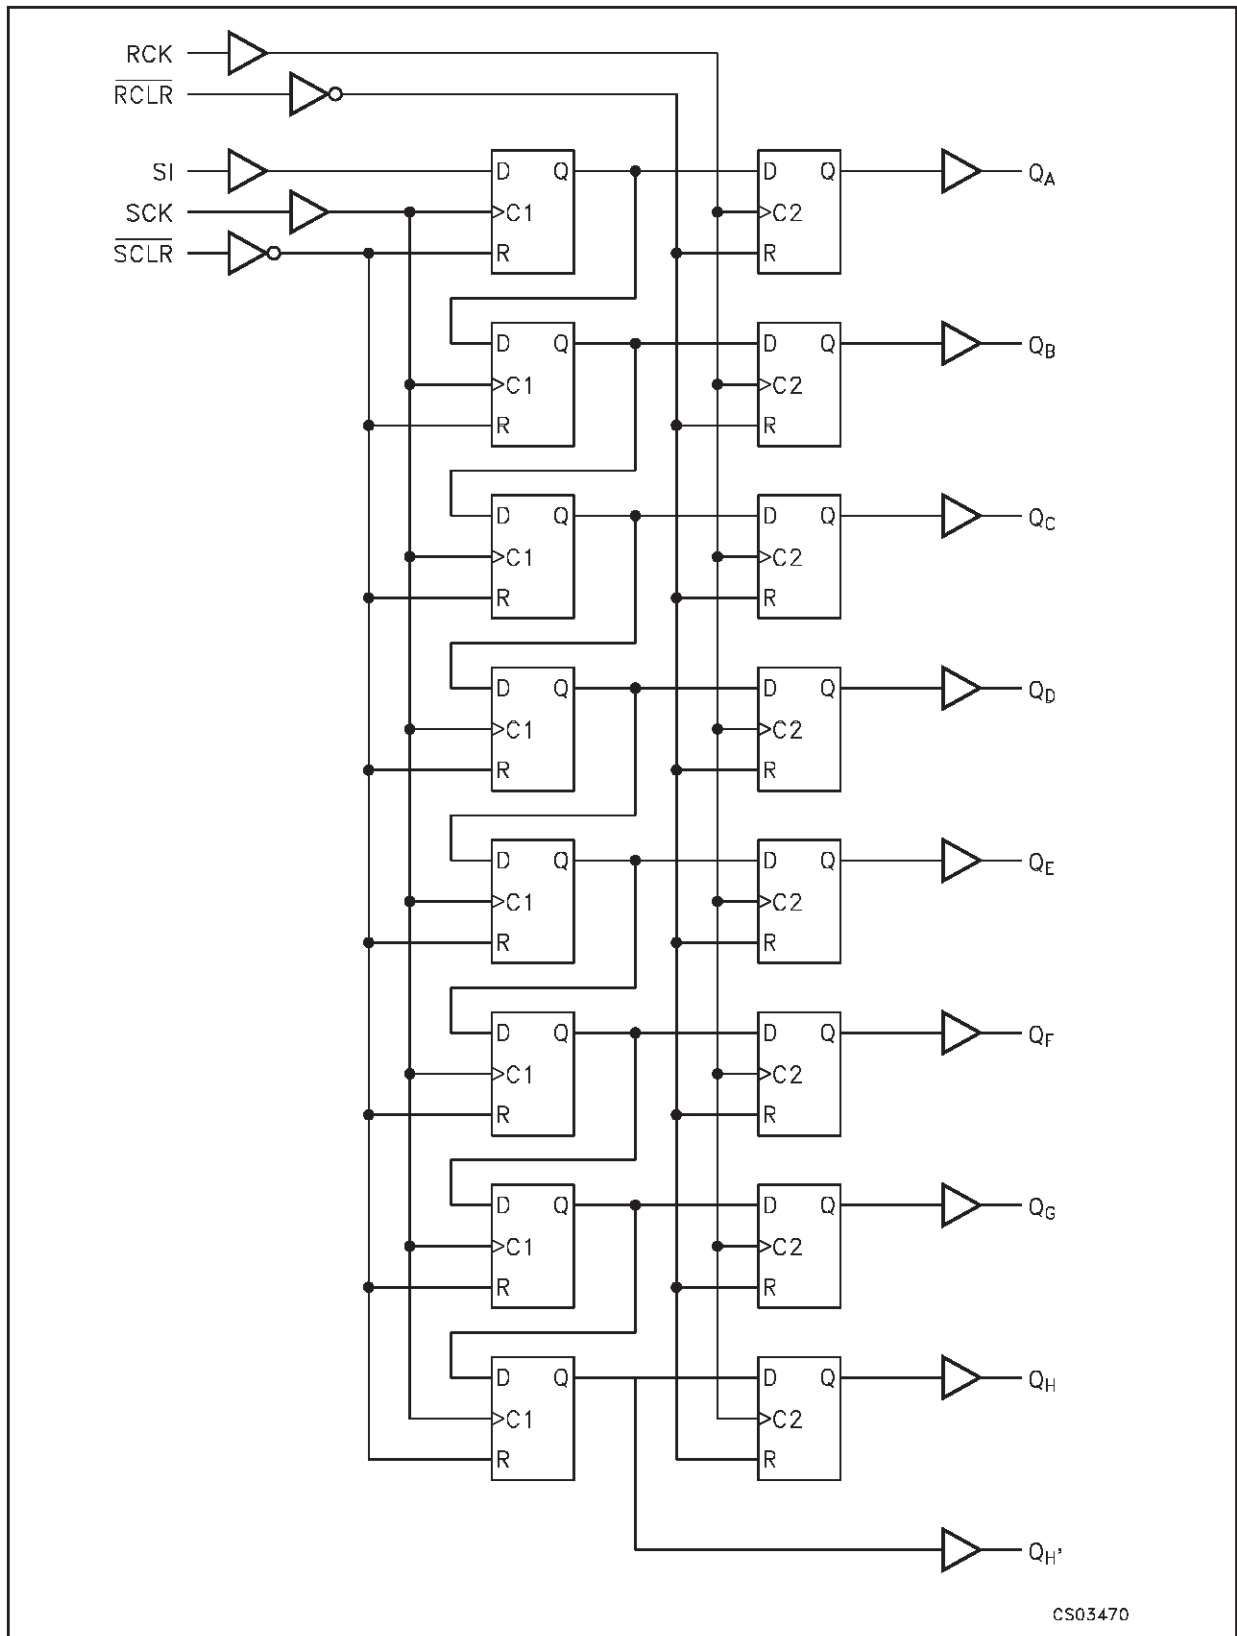 RCK
RCLR
SI
D Q D Q QA
SCK
>C1 >C2
SCLR
R R
D Q D Q QB
>C1 >C2
R R
D Q D Q QC
>C1 >C2
R R
D Q D Q QD
>C1 >C2
R R
D Q D Q QE
>C1 >C2
R R
D Q D Q QF
>C1 >C2
R R
D Q D Q QG
>C1 >C2
R R
D Q D Q QH
>C1 >C2
R R
QH'
CS03470